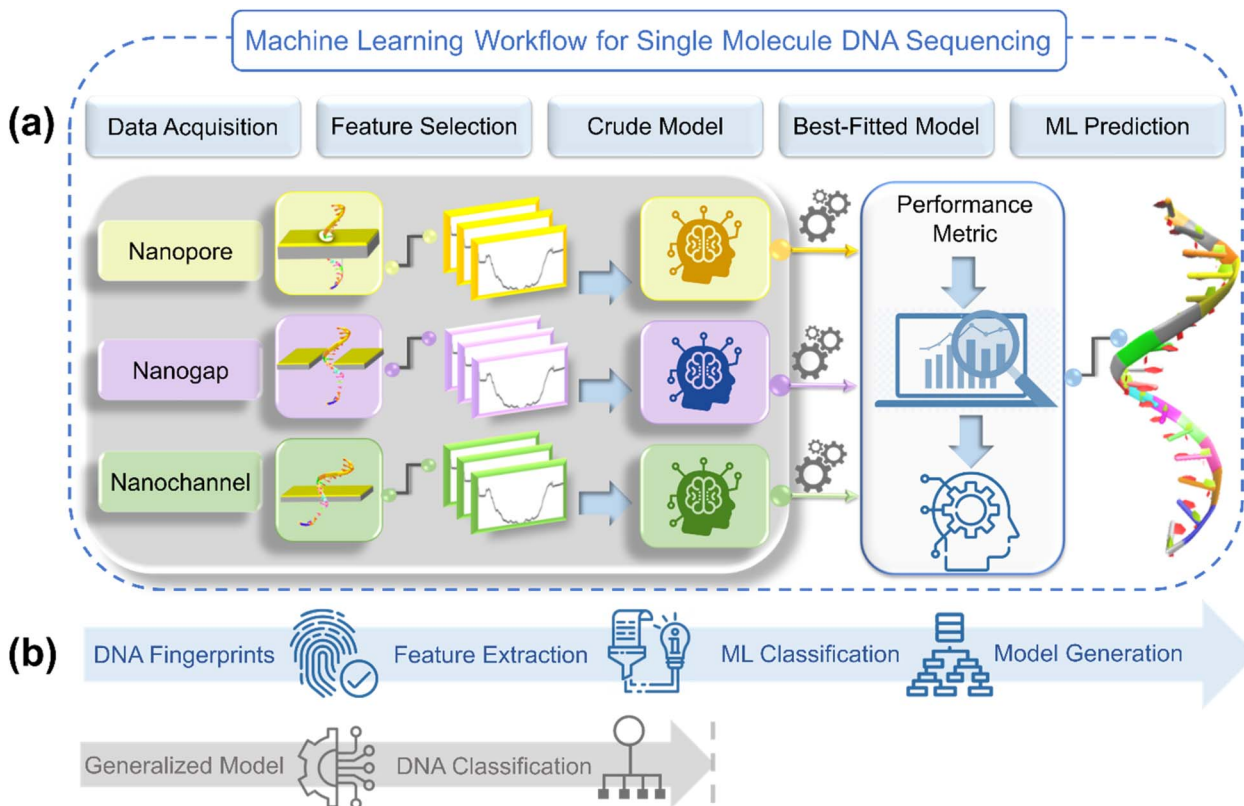 Machine Learning Workflow for Single Molecule DNA Sequencing
(a)
Data Acquisition
Feature Selection
Crude Model
Best-Fitted Model
ML Prediction
Nanopore
Performance
Metric
Nanogap
Nanochannel
(b)
DNA Fingerprints
Feature Extraction
ML Classification
Model Generation
Generalized Model
DNA Classification